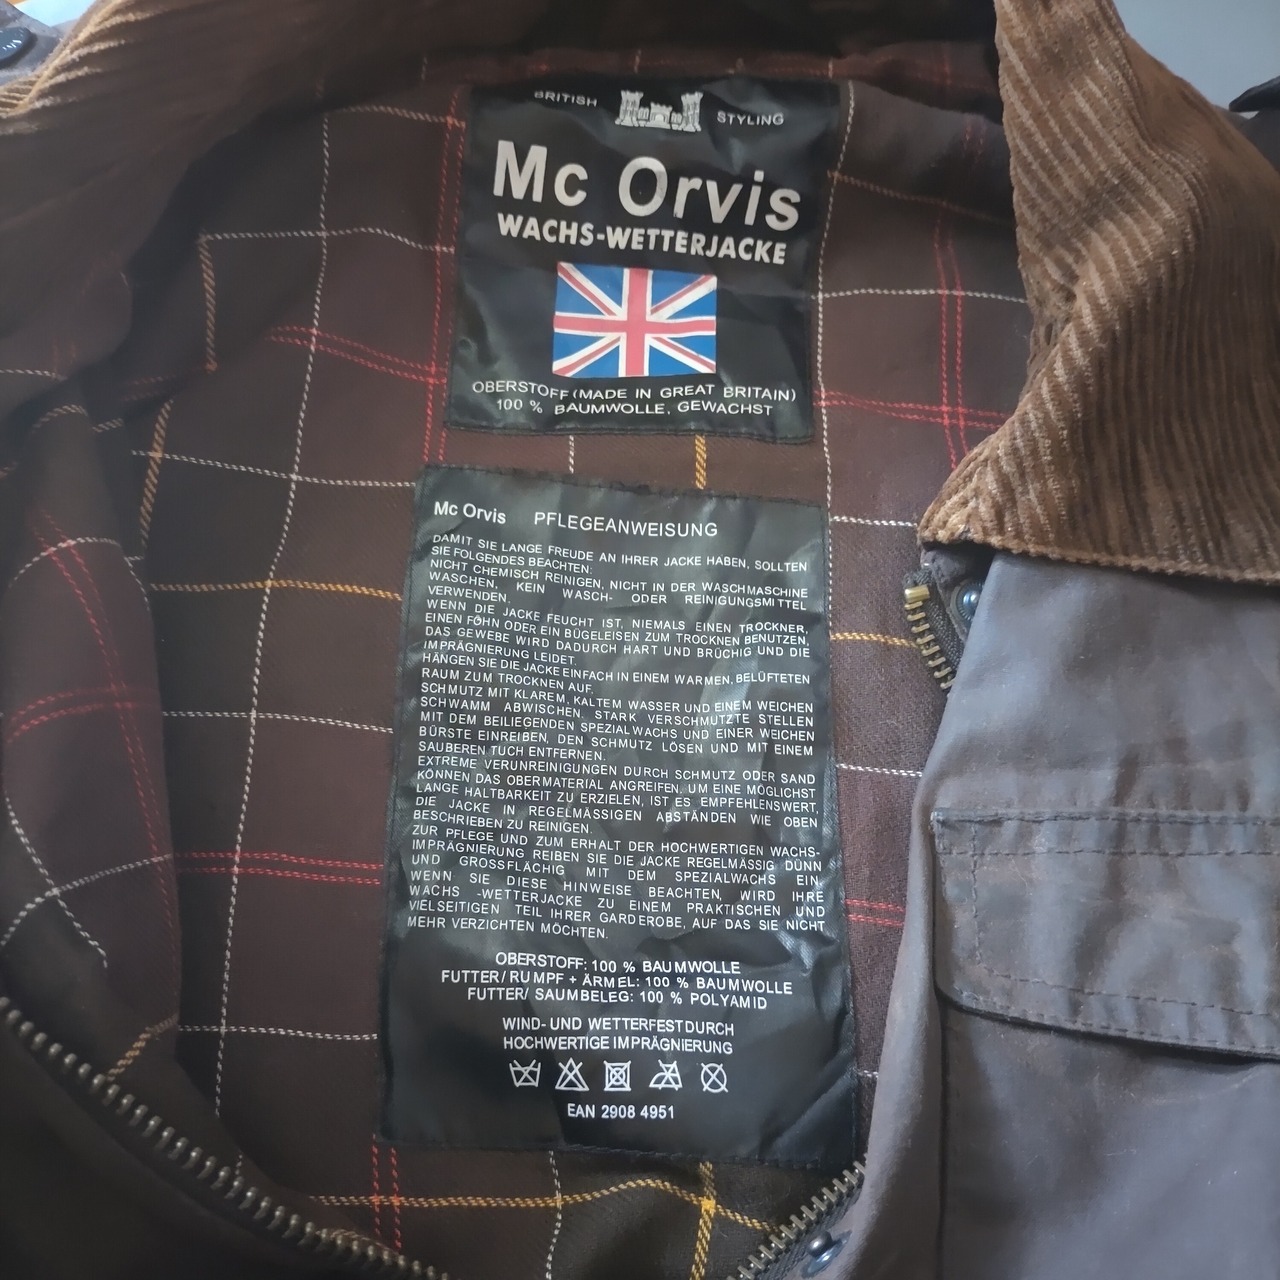 BRITISH STYLING
Mc Orvis
WACHS-WETTERJACKE
OBERSTOFF (MADE IN GREAT BRITAIN)
100 % BAUMWOLLE, GEWACHST
Mc Orvis PFLEGEANWEISUNG
DAMIT SIE LANGE FREUDE AN IHRER JACKE HABEN, SOLLTEN
SIE FOLGENDES BEACHTEN:
NICHT CHEMISCH REINIGEN, NICHT IN DER WASCHMASCHINE
WASCHEN, KEIN WASCH- ODER REINIGUNGSMITTEL
VERWENDEN.
WENN DIE JACKE FEUCHT IST, NIEMALS EINEN TROCKNER,
EINEN FÖHN ODER EIN BÜGELEISEN ZUM TROCKNEN BENUTZEN,
DAS GEWEBE WIRD DADURCH HART UND BRÜCHIG UND DIE
IMPRÄGNIERUNG LEIDET.
HÄNGEN SIE DIE JACKE EINFACH IN EINEM WARMEN, BELÜFTETEN
RAUM ZUM TROCKNEN AUF.
SCHMUTZ MIT KLAREM, KALTEM WASSER UND EINEM WEICHEN
SCHWAMM ABWISCHEN. STARK VERSCHMUTZTE STELLEN
MIT DEM BEILIEGENDEN SPEZIALWACHS UND EINER WEICHEN
BÜRSTE EINREIBEN, DEN SCHMUTZ LÖSEN UND MIT EINEM
SAUBEREN TUCH ENTFERNEN.
EXTREME VERUNREINIGUNGEN DURCH SCHMUTZ ODER SAND
KÖNNEN DAS OBERMATERIAL ANGREIFEN. UM EINE MÖGLICHST
LANGE HALTBARKEIT ZU ERZIELEN, IST ES EMPFEHLENSWERT,
DIE JACKE IN REGELMÄSSIGEN ABSTÄNDEN WIE OBEN
BESCHRIEBEN ZU REINIGEN.
ZUR PFLEGE UND ZUM ERHALT DER HOCHWERTIGEN WACHS-
IMPRÄGNIERUNG REIBEN SIE DIE JACKE REGELMÄSSIG DÜNN
UND GROSSFLÄCHIG MIT DEM SPEZIALWACHS EIN.
WENN SIE DIESE HINWEISE BEACHTEN, WIRD IHRE
WACHS -WETTERJACKE ZU EINEM PRAKTISCHEN UND
VIELSEITIGEN TEIL IHRER GARDEROBE, AUF DAS SIE NICHT
MEHR VERZICHTEN MÖCHTEN.
OBERSTOFF: 100 % BAUMWOLLE
FUTTER/ RUMPF + ÄRMEL: 100 % BAUMWOLLE
FUTTER/ SAUMBELEG: 100 % POLYAMID
WIND- UND WETTERFEST DURCH
HOCHWERTIGE IMPRÄGNIERUNG
EAN 2908 4951